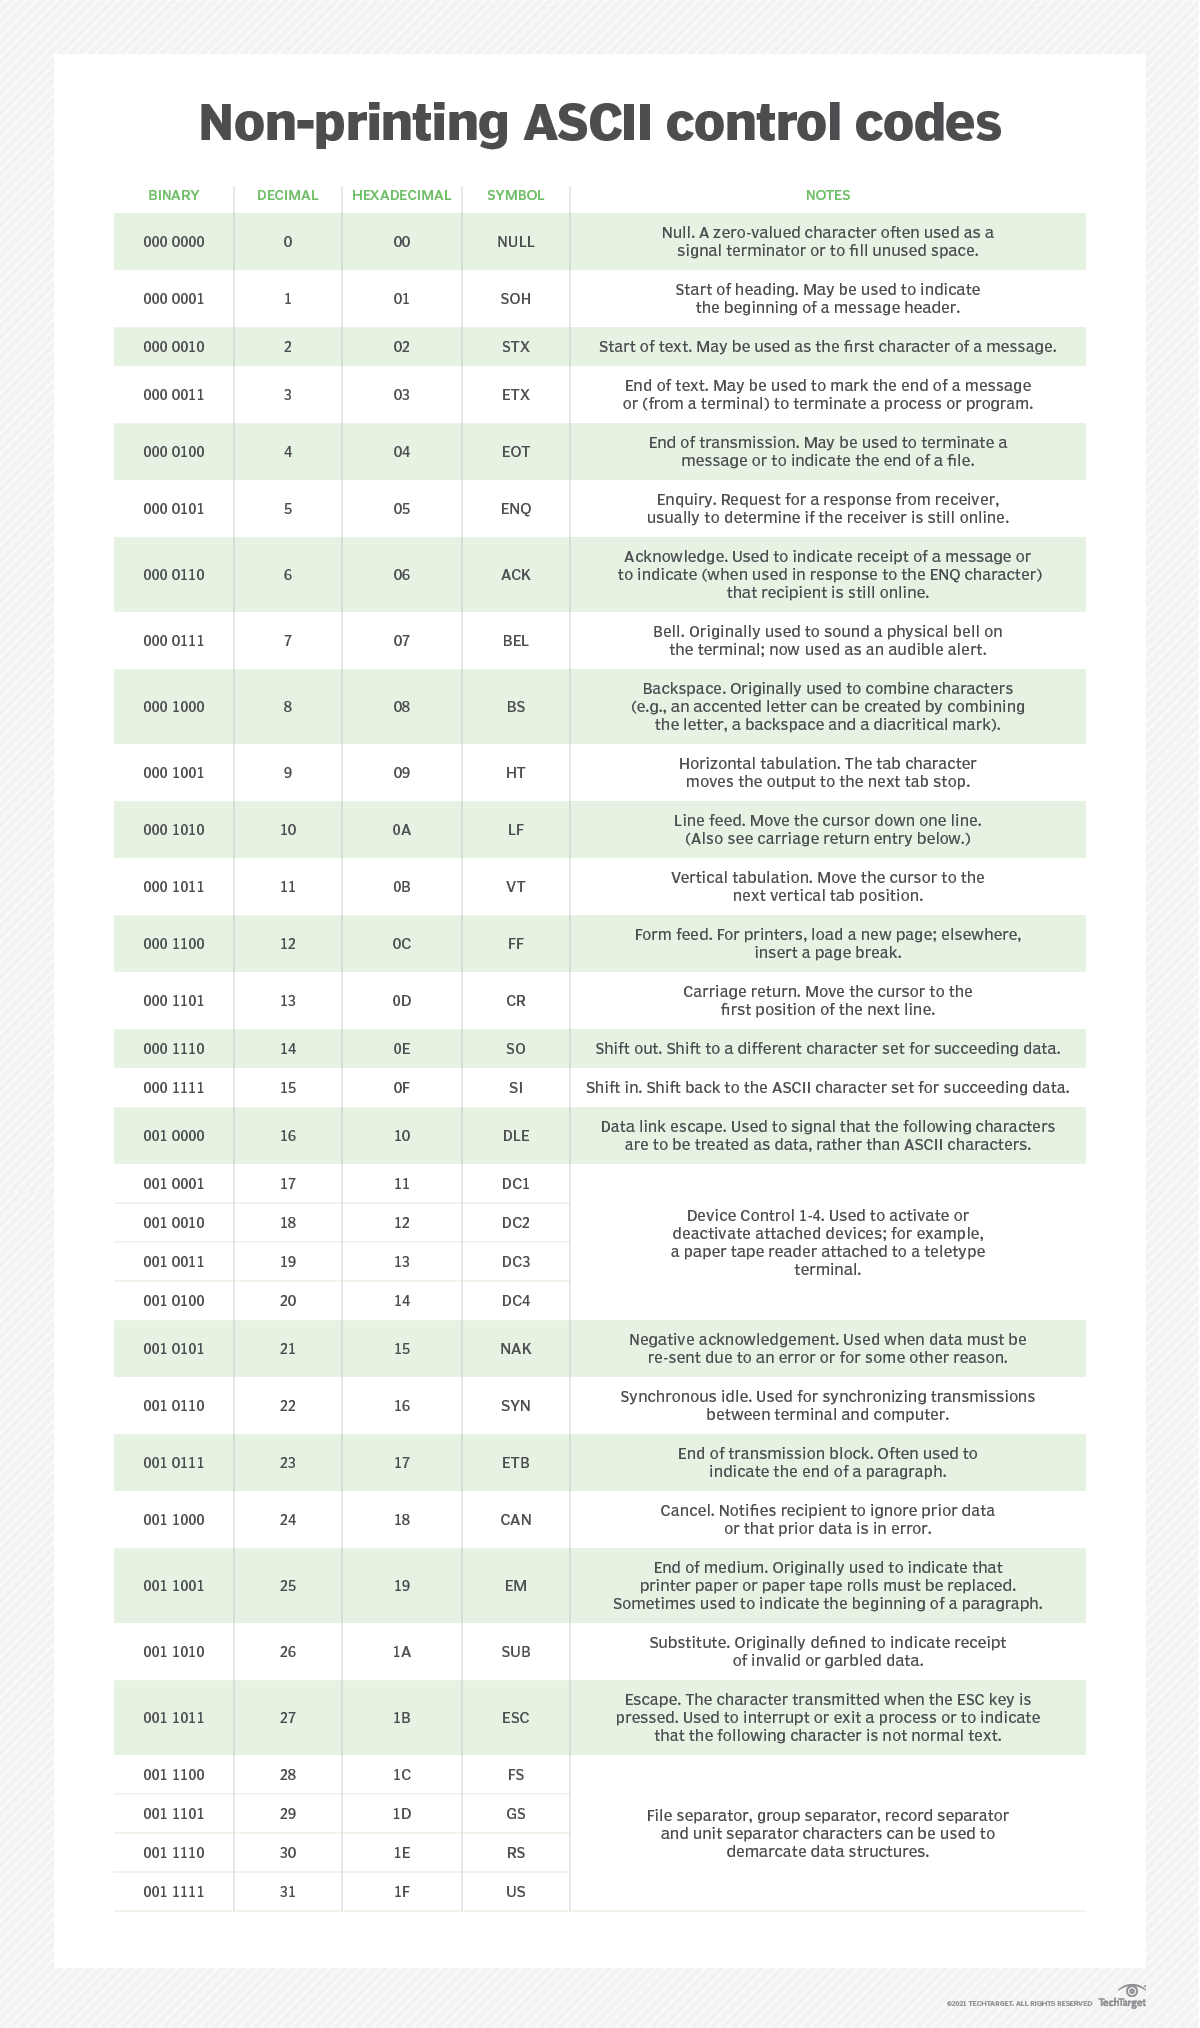 Non-printing ASCII control codes
BINARY DECIMAL HEXADECIMAL SYMBOL NOTES
000 0000 0 00 NULL Null. A zero-valued character often used as a
signal terminator or to fill unused space.
000 0001 1 01 SOH Start of heading. May be used to indicate
the beginning of a message header.
000 0010 2 02 STX Start of text. May be used as the first character of a message.
000 0011 3 03 ETX End of text. May be used to mark the end of a message
or (from a terminal) to terminate a process or program.
000 0100 4 04 EOT End of transmission. May be used to terminate a
message or to indicate the end of a file.
000 0101 5 05 ENQ Enquiry. Request for a response from receiver,
usually to determine if the receiver is still online.
000 0110 6 06 ACK Acknowledge. Used to indicate receipt of a message or
to indicate (when used in response to the ENQ character)
that recipient is still online.
000 0111 7 07 BEL Bell. Originally used to sound a physical bell on
the terminal; now used as an audible alert.
000 1000 8 08 BS Backspace. Originally used to combine characters
(e.g., an accented letter can be created by combining
the letter, a backspace and a diacritical mark).
000 1001 9 09 HT Horizontal tabulation. The tab character
moves the output to the next tab stop.
000 1010 10 0A LF Line feed. Move the cursor down one line.
(Also see carriage return entry below.)
000 1011 11 0B VT Vertical tabulation. Move the cursor to the
next vertical tab position.
000 1100 12 0C FF Form feed. For printers, load a new page; elsewhere,
insert a page break.
000 1101 13 0D CR Carriage return. Move the cursor to the
first position of the next line.
000 1110 14 0E SO Shift out. Shift to a different character set for succeeding data.
000 1111 15 0F SI Shift in. Shift back to the ASCII character set for succeeding data.
001 0000 16 10 DLE Data link escape. Used to signal that the following characters
are to be treated as data, rather than ASCII characters.
001 0001 17 11 DC1
001 0010 18 12 DC2
001 0011 19 13 DC3
001 0100 20 14 DC4
Device Control 1-4. Used to activate or
deactivate attached devices; for example,
a paper tape reader attached to a teletype
terminal.
001 0101 21 15 NAK Negative acknowledgement. Used when data must be
re-sent due to an error or for some other reason.
001 0110 22 16 SYN Synchronous idle. Used for synchronizing transmissions
between terminal and computer.
001 0111 23 17 ETB End of transmission block. Often used to
indicate the end of a paragraph.
001 1000 24 18 CAN Cancel. Notifies recipient to ignore prior data
or that prior data is in error.
001 1001 25 19 EM End of medium. Originally used to indicate that
printer paper or paper tape rolls must be replaced.
Sometimes used to indicate the beginning of a paragraph.
001 1010 26 1A SUB Substitute. Originally defined to indicate receipt
of invalid or garbled data.
001 1011 27 1B ESC Escape. The character transmitted when the ESC key is
pressed. Used to interrupt or exit a process or to indicate
that the following character is not normal text.
001 1100 28 1C FS
001 1101 29 1D GS
001 1110 30 1E RS
001 1111 31 1F US
File separator, group separator, record separator
and unit separator characters can be used to
demarcate data structures.
©2021 TECHTARGET. ALL RIGHTS RESERVED TechTarget